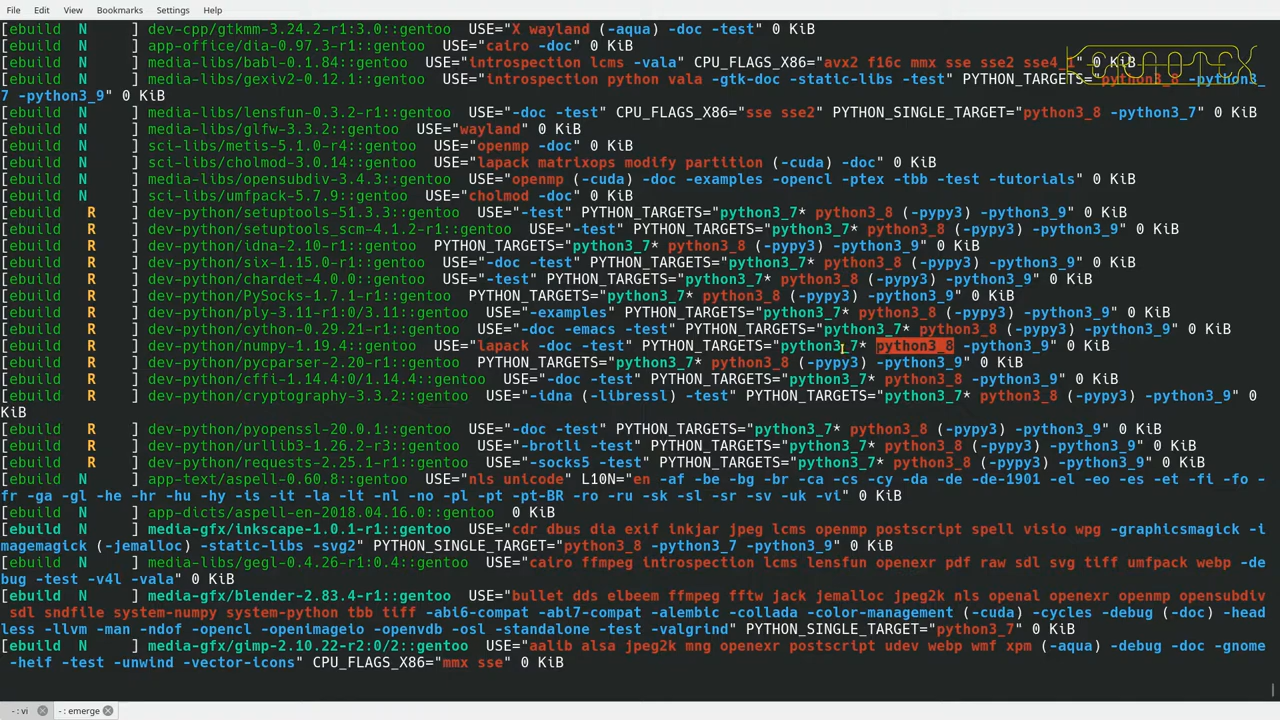 File Edit View Bookmarks Settings Help
[ebuild  N     ] dev-cpp/gtkmm-3.24.2-r1:3.0::gentoo  USE="X wayland (-aqua) -doc -test" 0 KiB
[ebuild  N     ] app-office/dia-0.97.3-r1::gentoo  USE="cairo -doc" 0 KiB
[ebuild  N     ] media-libs/babl-0.1.84::gentoo  USE="introspection lcms -vala" CPU_FLAGS_X86="avx2 f16c mmx sse sse2 sse4_1" 0 KiB
[ebuild  N     ] media-libs/gexiv2-0.12.1::gentoo  USE="introspection python vala -gtk-doc -static-libs -test" PYTHON_TARGETS="python3_8 -python3_
7 -python3_9" 0 KiB
[ebuild  N     ] media-libs/lensfun-0.3.2-r1::gentoo  USE="-doc -test" CPU_FLAGS_X86="sse sse2" PYTHON_SINGLE_TARGET="python3_8 -python3_7" 0 KiB
[ebuild  N     ] media-libs/glfw-3.3.2::gentoo  USE="wayland" 0 KiB
[ebuild  N     ] sci-libs/metis-5.1.0-r4::gentoo  USE="openmp -doc" 0 KiB
[ebuild  N     ] sci-libs/cholmod-3.0.14::gentoo  USE="lapack matrixops modify partition (-cuda) -doc" 0 KiB
[ebuild  N     ] media-libs/opensubdiv-3.4.3::gentoo  USE="openmp (-cuda) -doc -examples -opencl -ptex -tbb -test -tutorials" 0 KiB
[ebuild  N     ] sci-libs/umfpack-5.7.9::gentoo  USE="cholmod -doc" 0 KiB
[ebuild   R    ] dev-python/setuptools-51.3.3::gentoo  USE="-test" PYTHON_TARGETS="python3_7* python3_8 (-pypy3) -python3_9" 0 KiB
[ebuild   R    ] dev-python/setuptools_scm-4.1.2-r1::gentoo  USE="-test" PYTHON_TARGETS="python3_7* python3_8 (-pypy3) -python3_9" 0 KiB
[ebuild   R    ] dev-python/idna-2.10-r1::gentoo  PYTHON_TARGETS="python3_7* python3_8 (-pypy3) -python3_9" 0 KiB
[ebuild   R    ] dev-python/six-1.15.0-r1::gentoo  USE="-doc -test" PYTHON_TARGETS="python3_7* python3_8 (-pypy3) -python3_9" 0 KiB
[ebuild   R    ] dev-python/chardet-4.0.0::gentoo  USE="-test" PYTHON_TARGETS="python3_7* python3_8 (-pypy3) -python3_9" 0 KiB
[ebuild   R    ] dev-python/PySocks-1.7.1-r1::gentoo  PYTHON_TARGETS="python3_7* python3_8 (-pypy3) -python3_9" 0 KiB
[ebuild   R    ] dev-python/ply-3.11-r1:0/3.11::gentoo  USE="-examples" PYTHON_TARGETS="python3_7* python3_8 (-pypy3) -python3_9" 0 KiB
[ebuild   R    ] dev-python/cython-0.29.21-r1::gentoo  USE="-doc -emacs -test" PYTHON_TARGETS="python3_7* python3_8 (-pypy3) -python3_9" 0 KiB
[ebuild   R    ] dev-python/numpy-1.19.4::gentoo  USE="lapack -doc -test" PYTHON_TARGETS="python3_7* python3_8 -python3_9" 0 KiB
[ebuild   R    ] dev-python/pycparser-2.20-r1::gentoo  PYTHON_TARGETS="python3_7* python3_8 (-pypy3) -python3_9" 0 KiB
[ebuild   R    ] dev-python/cffi-1.14.4:0/1.14.4::gentoo  USE="-doc -test" PYTHON_TARGETS="python3_7* python3_8 (-pypy3) -python3_9" 0 KiB
[ebuild   R    ] dev-python/cryptography-3.3.2::gentoo  USE="-idna (-libressl) -test" PYTHON_TARGETS="python3_7* python3_8 (-pypy3) -python3_9" 0
KiB
[ebuild   R    ] dev-python/pyopenssl-20.0.1::gentoo  USE="-doc -test" PYTHON_TARGETS="python3_7* python3_8 (-pypy3) -python3_9" 0 KiB
[ebuild   R    ] dev-python/urllib3-1.26.2-r3::gentoo  USE="-brotli -test" PYTHON_TARGETS="python3_7* python3_8 (-pypy3) -python3_9" 0 KiB
[ebuild   R    ] dev-python/requests-2.25.1-r1::gentoo  USE="-socks5 -test" PYTHON_TARGETS="python3_7* python3_8 (-pypy3) -python3_9" 0 KiB
[ebuild  N     ] app-text/aspell-0.60.8::gentoo  USE="nls unicode" L10N="en -af -be -bg -br -ca -cs -cy -da -de -de-1901 -el -eo -es -et -fi -fo -
fr -ga -gl -he -hr -hu -hy -is -it -la -lt -nl -no -pl -pt -pt-BR -ro -ru -sk -sl -sr -sv -uk -vi" 0 KiB
[ebuild  N     ] app-dicts/aspell-en-2018.04.16.0::gentoo  0 KiB
[ebuild  N     ] media-gfx/inkscape-1.0.1-r1::gentoo  USE="cdr dbus dia exif inkjar jpeg lcms openmp postscript spell visio wpg -graphicsmagick -i
magemagick (-jemalloc) -static-libs -svg2" PYTHON_SINGLE_TARGET="python3_8 -python3_7 -python3_9" 0 KiB
[ebuild  N     ] media-libs/gegl-0.4.26-r1:0.4::gentoo  USE="cairo ffmpeg introspection lcms lensfun openexr pdf raw sdl svg tiff umfpack webp -de
bug -test -v4l -vala" 0 KiB
[ebuild  N     ] media-gfx/blender-2.83.4-r1::gentoo  USE="bullet dds elbeem ffmpeg fftw jack jemalloc jpeg2k nls openal openexr openmp opensubdiv
sdl sndfile system-numpy system-python tbb tiff -abi6-compat -abi7-compat -alembic -collada -color-management (-cuda) -cycles -debug (-doc) -head
less -llvm -man -ndof -opencl -openimageio -openvdb -osl -standalone -test -valgrind" PYTHON_SINGLE_TARGET="python3_7" 0 KiB
[ebuild  N     ] media-gfx/gimp-2.10.22-r2:0/2::gentoo  USE="aalib alsa jpeg2k mng openexr postscript udev webp wmf xpm (-aqua) -debug -doc -gnome
-heif -test -unwind -vector-icons" CPU_FLAGS_X86="mmx sse" 0 KiB
- : vi - : emerge